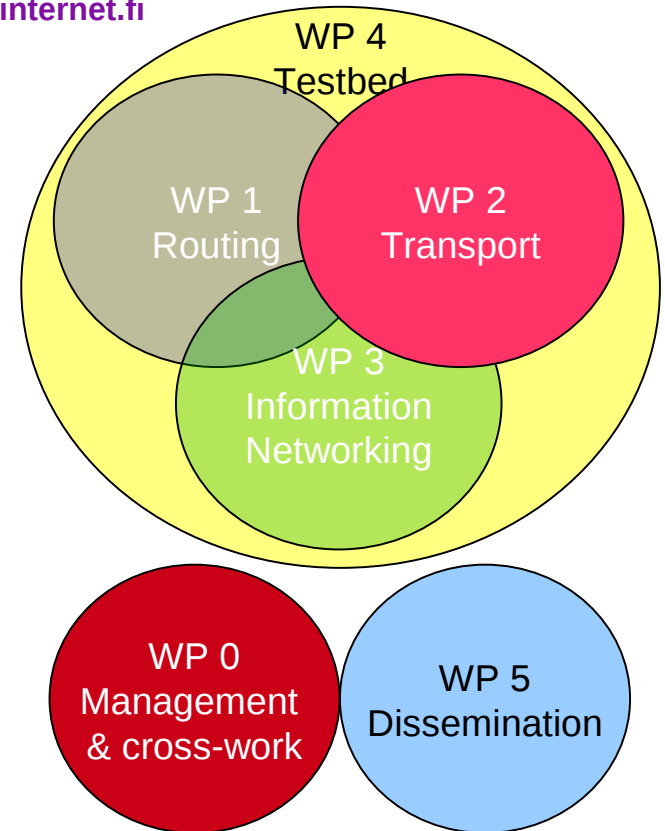 internet.fi
WP 4
Testbed
WP 1
Routing
WP 2
Transport
WP 3
Information
Networking
WP 0
Management
& cross-work
WP 5
Dissemination